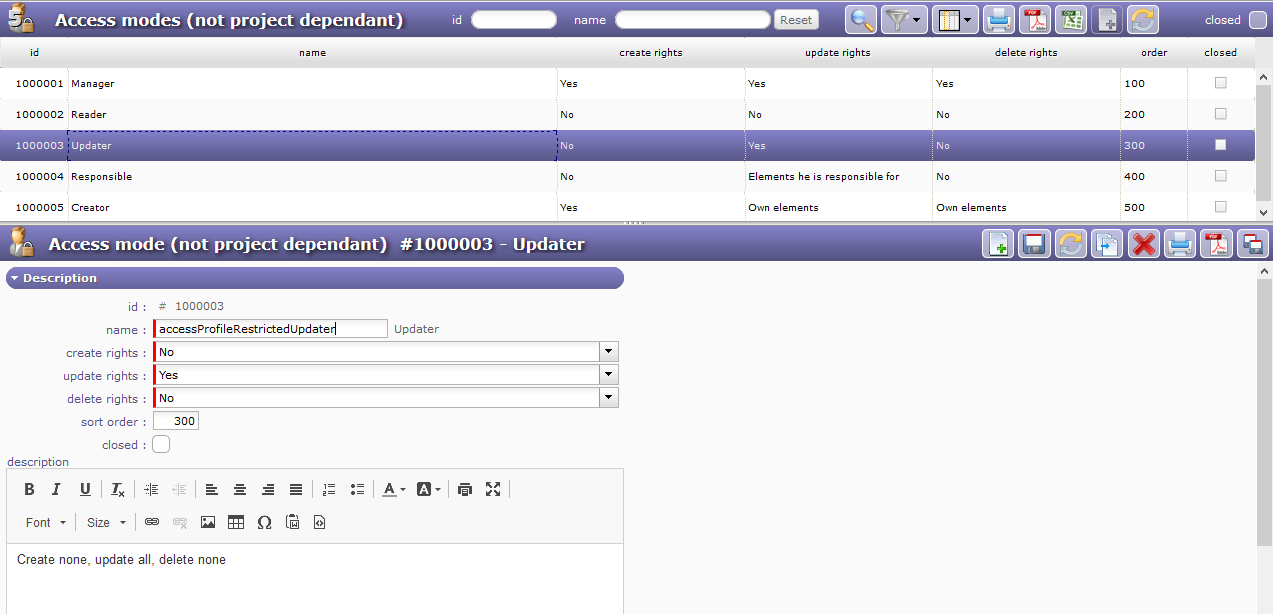 5 Access modes (not project dependant) id name Reset closed
id name create rights update rights delete rights order closed
1000001 Manager Yes Yes Yes 100
1000002 Reader No No No 200
1000003 Updater No Yes No 300
1000004 Responsible No Elements he is responsible for No 400
1000005 Creator Yes Own elements Own elements 500
Access mode (not project dependant) #1000003 - Updater
Description
id : # 1000003
name : accessProfileRestrictedUpdater Updater
create rights : No
update rights : Yes
delete rights : No
sort order : 300
closed :
description
B I U Tx A A
Font Size Ω
Create none, update all, delete none